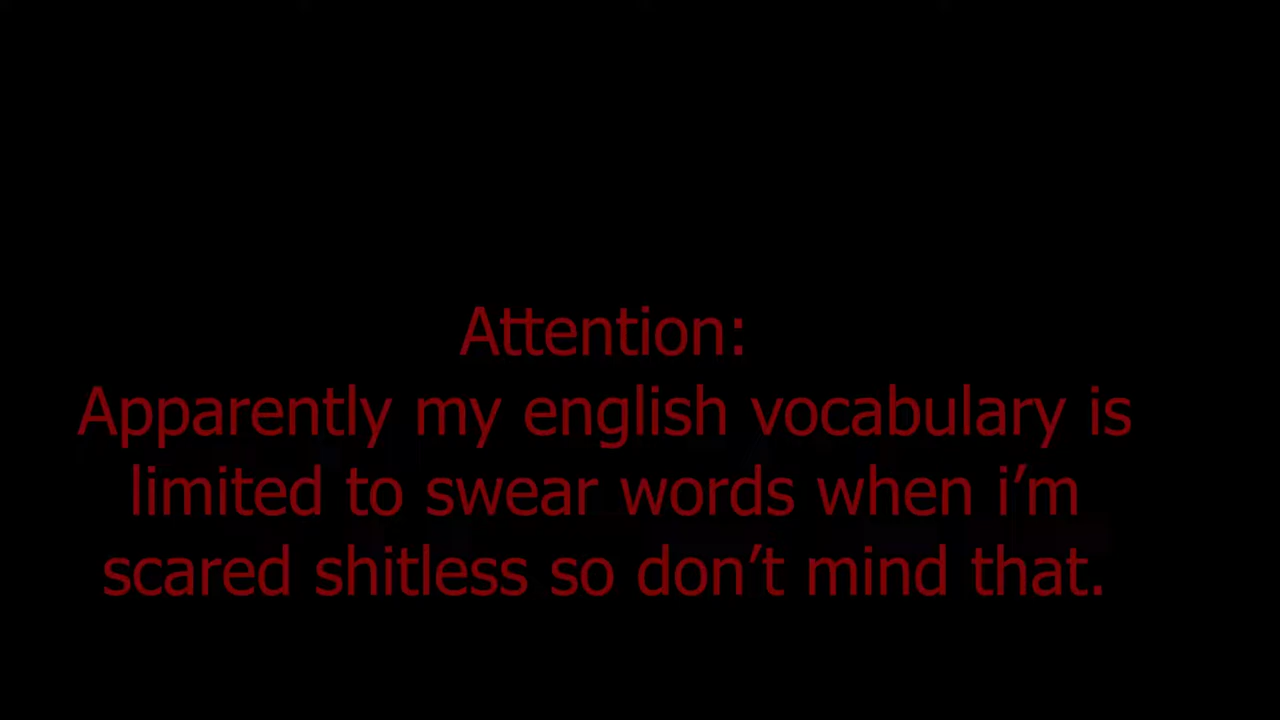 Attention:
Apparently my english vocabulary is
limited to swear words when i’m
scared shitless so don’t mind that.